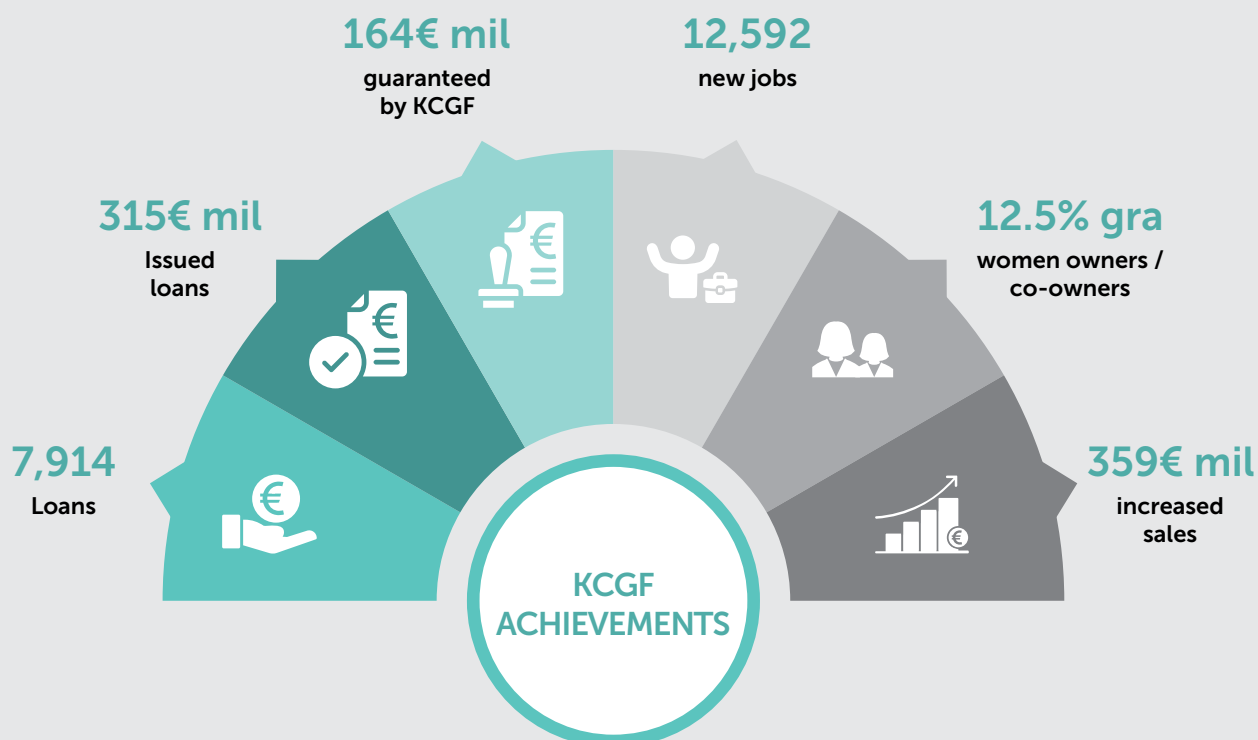 164€ mil
guaranteed
by KCGF
12,592
new jobs
315€ mil
Issued
loans
12.5% gra
women owners /
co-owners
7,914
Loans
359€ mil
increased
sales
€
€
€
€
KCGF
ACHIEVEMENTS